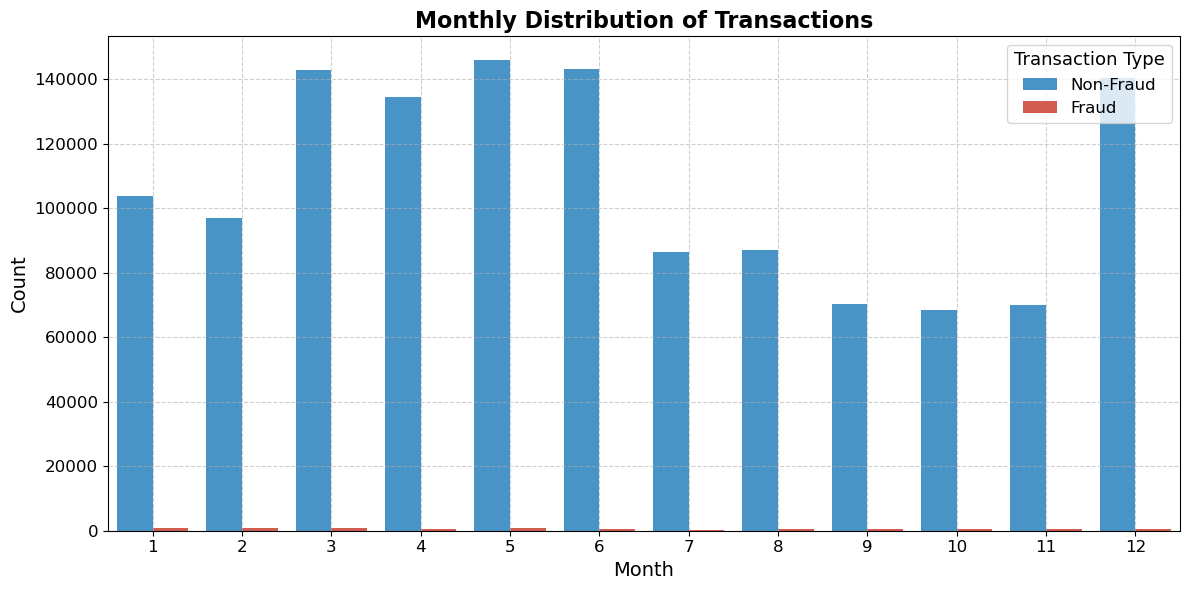 Monthly Distribution of Transactions
Transaction Type
Non-Fraud
Fraud
140000
120000
100000
80000
60000
40000
20000
0
Count
1 2 3 4 5 6 7 8 9 10 11 12
Month